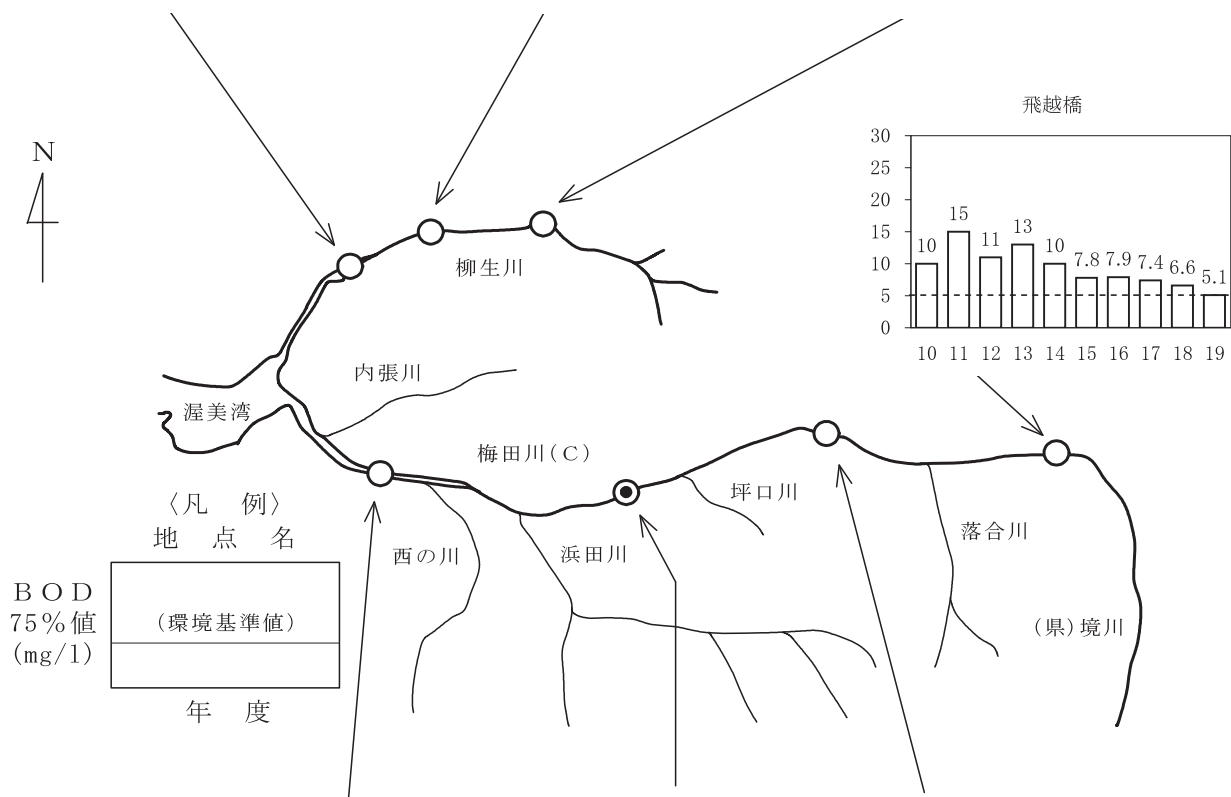 飛越橋
30
25
20
15
10
5
0
10 15 11 13 10 7.8 7.9 7.4 6.6 5.1
10 11 12 13 14 15 16 17 18 19
N
柳生川
内張川
渥美湾
梅田川(C)
坪口川
落合川
西の川
浜田川
(県)境川
〈凡 例〉
地 点 名
BOD
75%値
(mg/l)
(環境基準値)
年 度